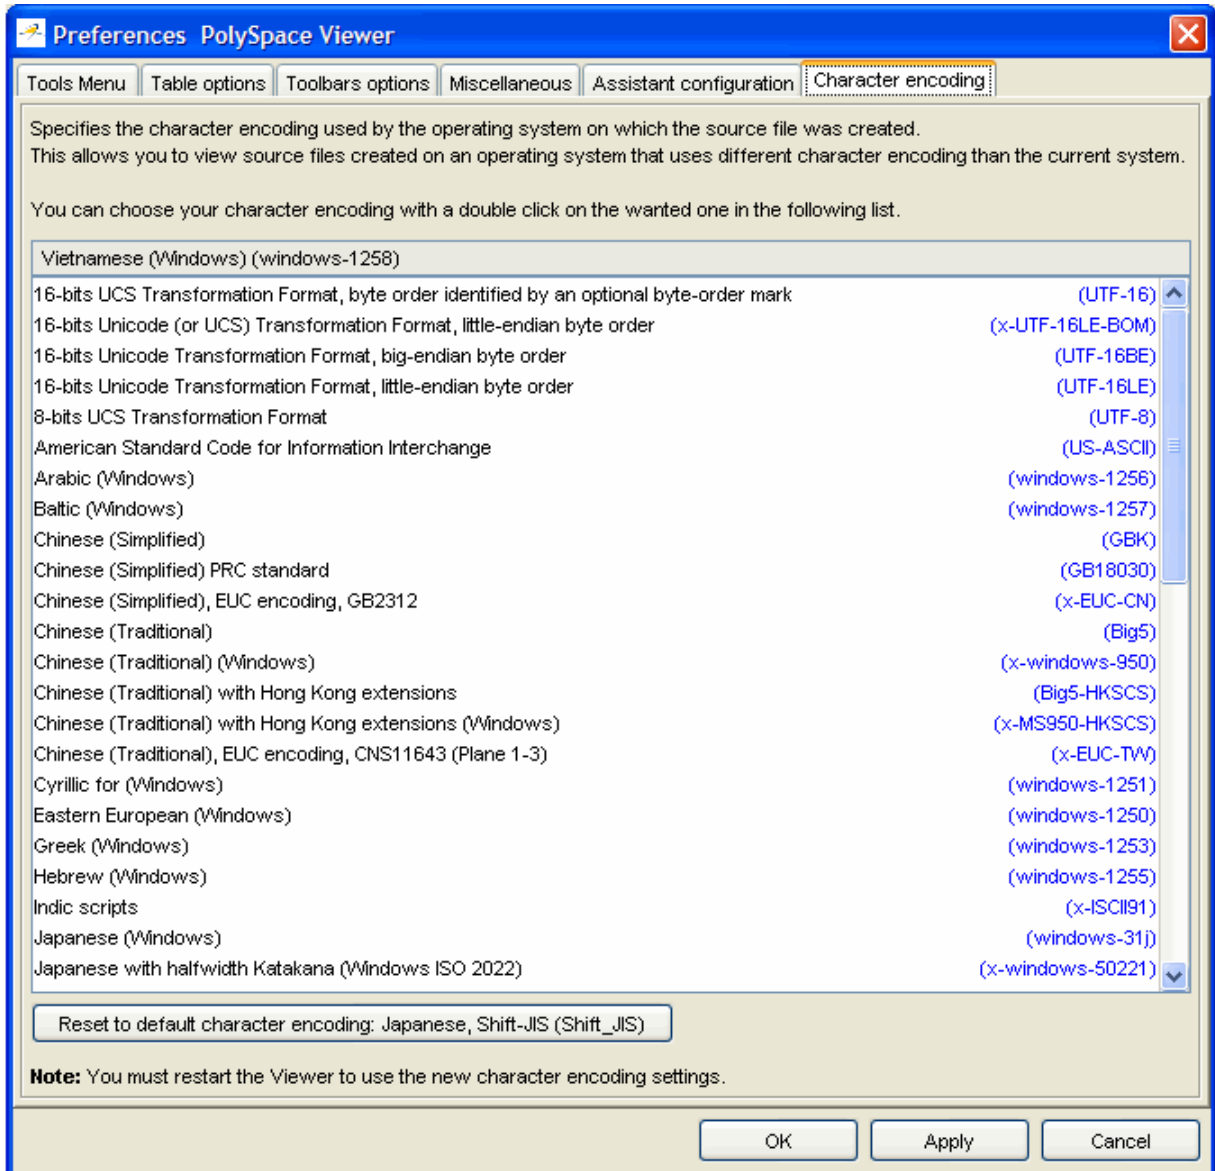 Preferences  PolySpace Viewer
Tools Menu Table options Toolbars options Miscellaneous Assistant configuration Character encoding
Specifies the character encoding used by the operating system on which the source file was created.
This allows you to view source files created on an operating system that uses different character encoding than the current system.
You can choose your character encoding with a double click on the wanted one in the following list.
Vietnamese (Windows) (windows-1258)
16-bits UCS Transformation Format, byte order identified by an optional byte-order mark (UTF-16)
16-bits Unicode (or UCS) Transformation Format, little-endian byte order (x-UTF-16LE-BOM)
16-bits Unicode Transformation Format, big-endian byte order (UTF-16BE)
16-bits Unicode Transformation Format, little-endian byte order (UTF-16LE)
8-bits UCS Transformation Format (UTF-8)
American Standard Code for Information Interchange (US-ASCII)
Arabic (Windows) (windows-1256)
Baltic (Windows) (windows-1257)
Chinese (Simplified) (GBK)
Chinese (Simplified) PRC standard (GB18030)
Chinese (Simplified), EUC encoding, GB2312 (x-EUC-CN)
Chinese (Traditional) (Big5)
Chinese (Traditional) (Windows) (x-windows-950)
Chinese (Traditional) with Hong Kong extensions (Big5-HKSCS)
Chinese (Traditional) with Hong Kong extensions (Windows) (x-MS950-HKSCS)
Chinese (Traditional), EUC encoding, CNS11643 (Plane 1-3) (x-EUC-TW)
Cyrillic for (Windows) (windows-1251)
Eastern European (Windows) (windows-1250)
Greek (Windows) (windows-1253)
Hebrew (Windows) (windows-1255)
Indic scripts (x-ISCII91)
Japanese (Windows) (windows-31j)
Japanese with halfwidth Katakana (Windows ISO 2022) (x-windows-50221)
Reset to default character encoding: Japanese, Shift-JIS (Shift_JIS)
Note: You must restart the Viewer to use the new character encoding settings.
OK Apply Cancel